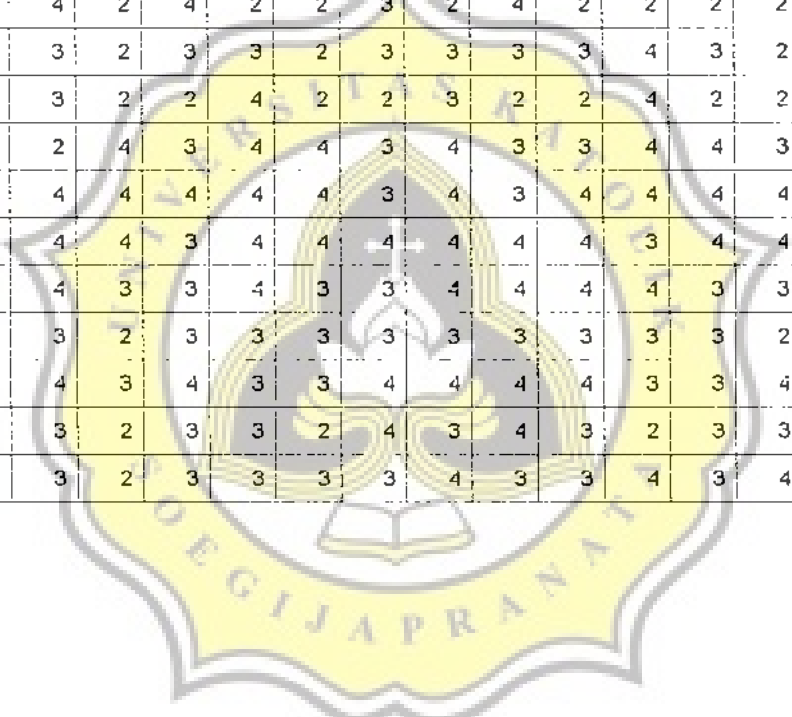 4 2 4 2 2 3 2 4 2 2 2 2
3 2 3 3 2 3 3 3 3 4 3 2
3 2 2 4 2 2 3 2 2 4 2 2
2 4 3 4 4 3 4 3 3 4 4 3
4 4 4 4 4 3 4 3 4 4 4 4
4 4 3 4 4 4 4 4 4 3 4 4
4 3 3 4 3 3 4 4 4 4 3 3
3 2 3 3 3 3 3 3 3 3 3 2
4 3 4 3 3 4 4 4 4 3 3 4
3 2 3 3 2 4 3 4 3 2 3 3
3 2 3 3 3 3 4 3 3 4 3 4
UNIVERSITAS KATOLIK
SOEGIJAPRANATA